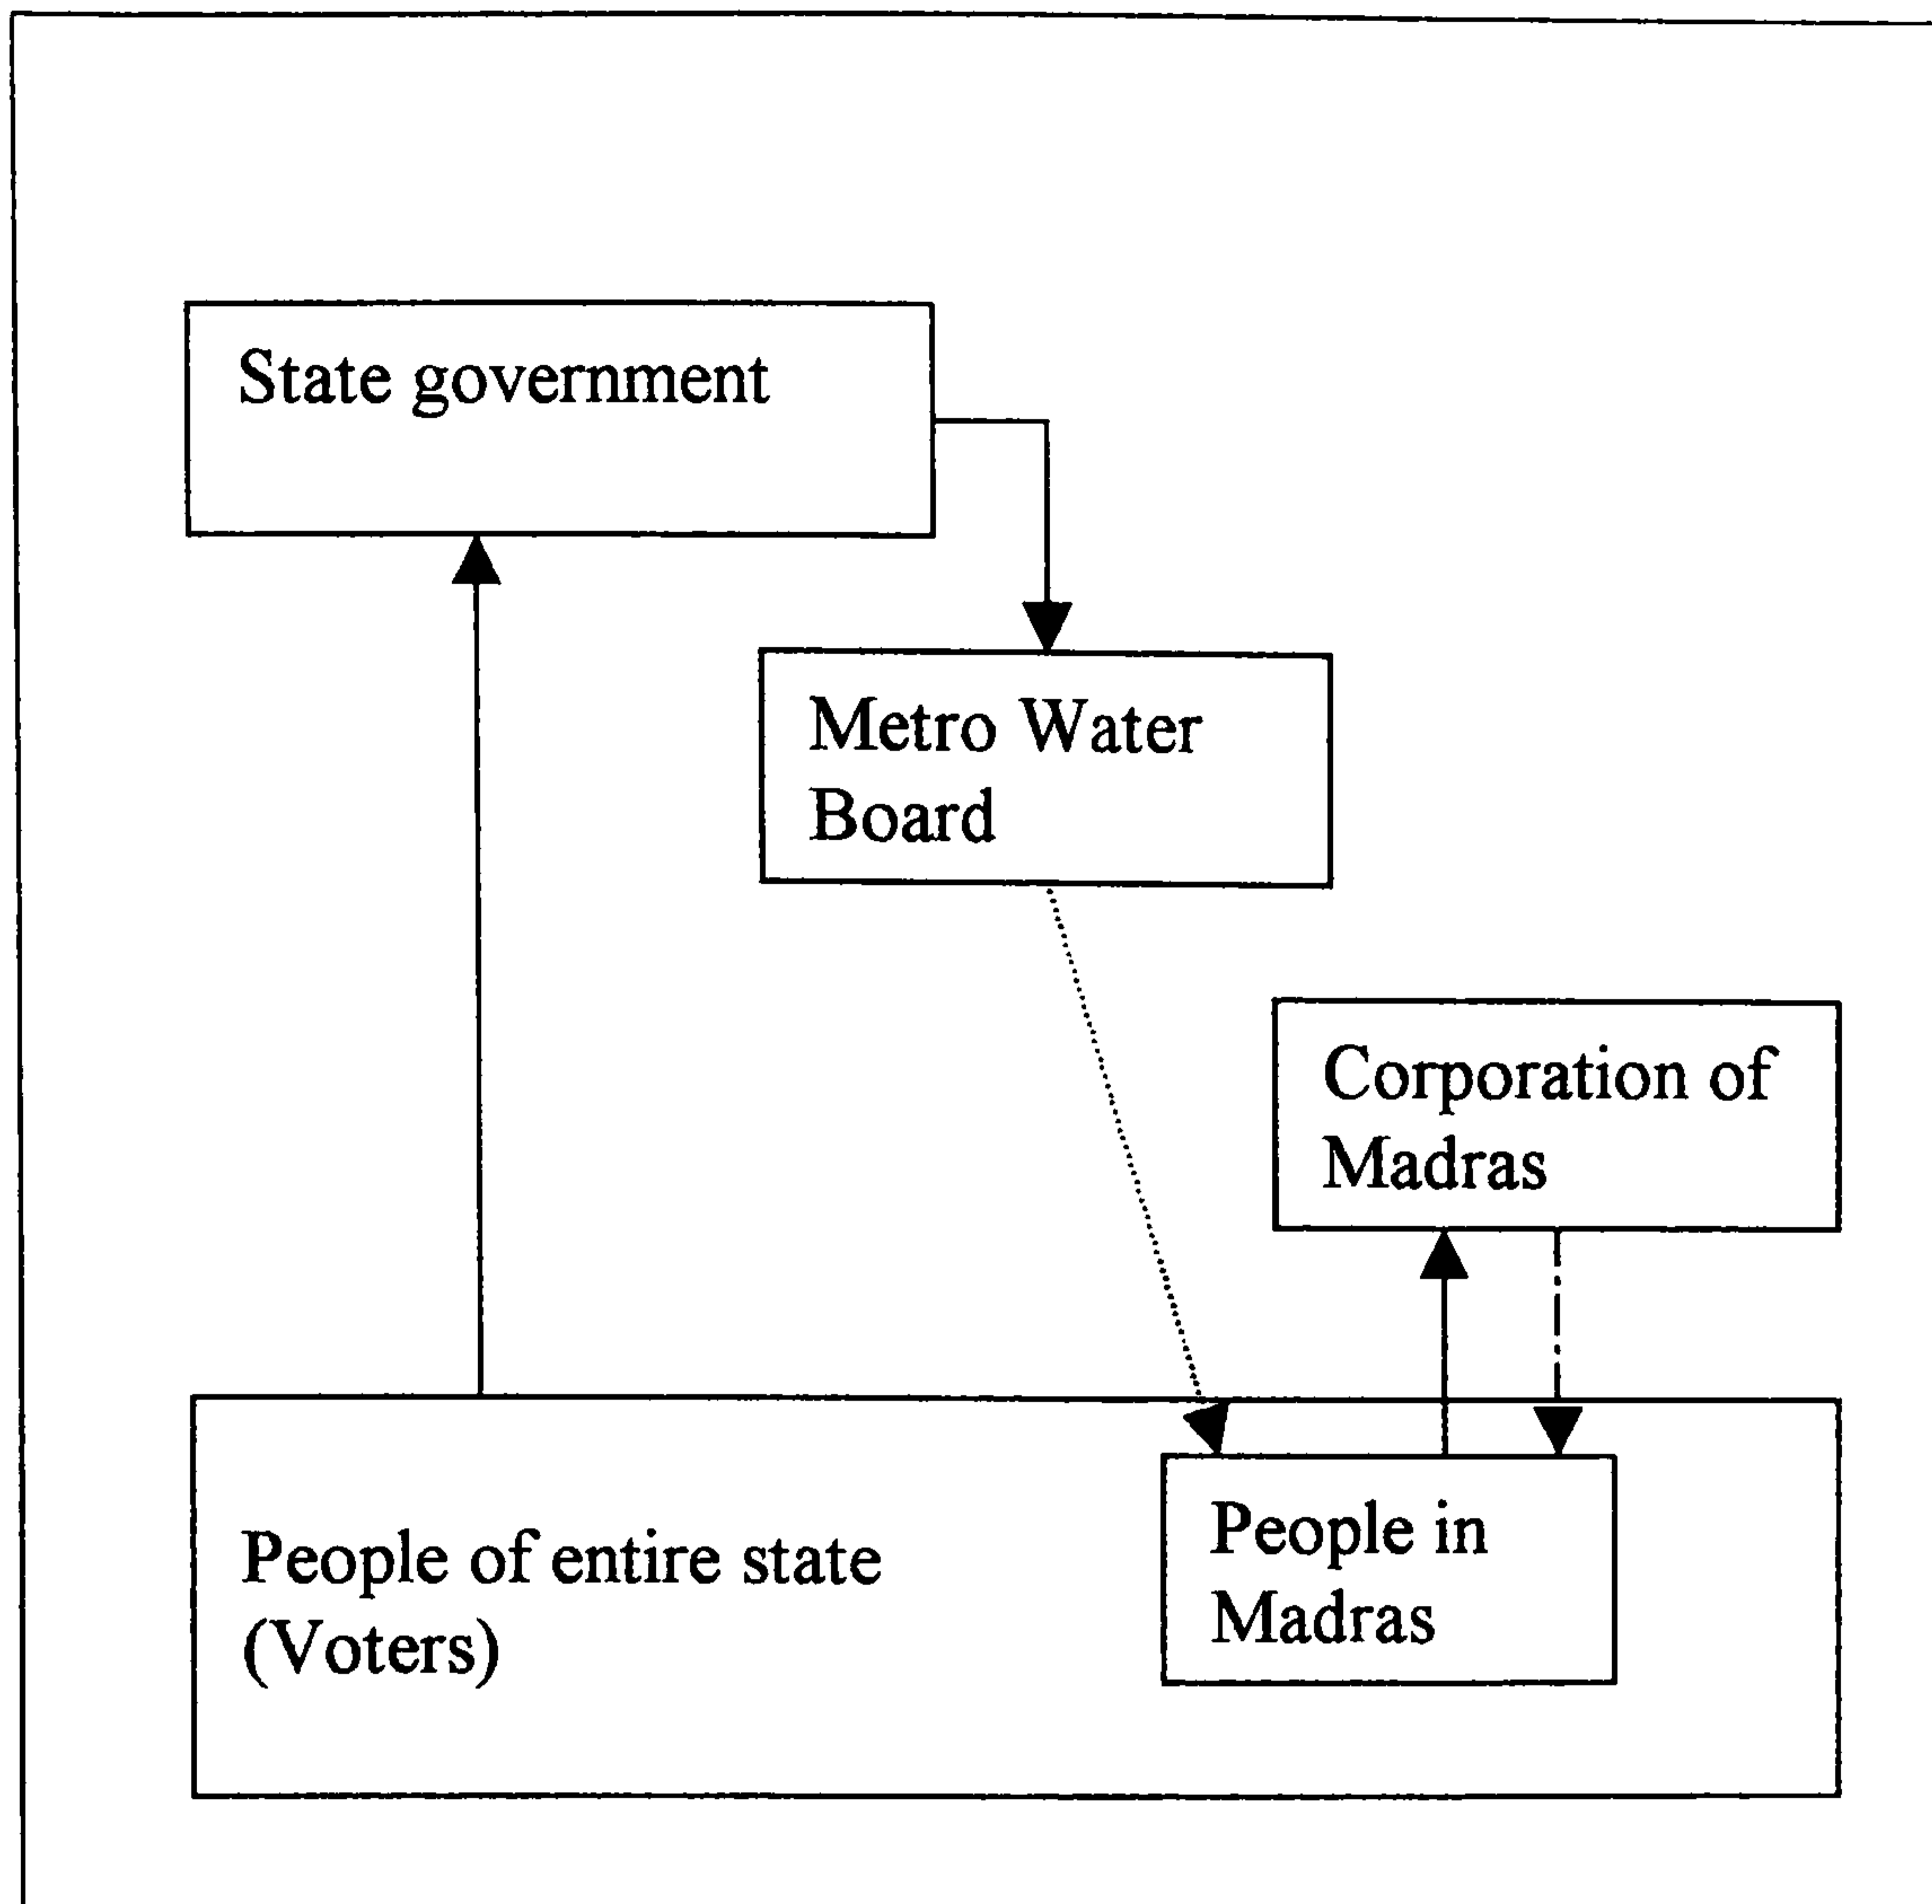 State government
Metro Water
Board
Corporation of
Madras
People in
Madras
People of entire state
(Voters)